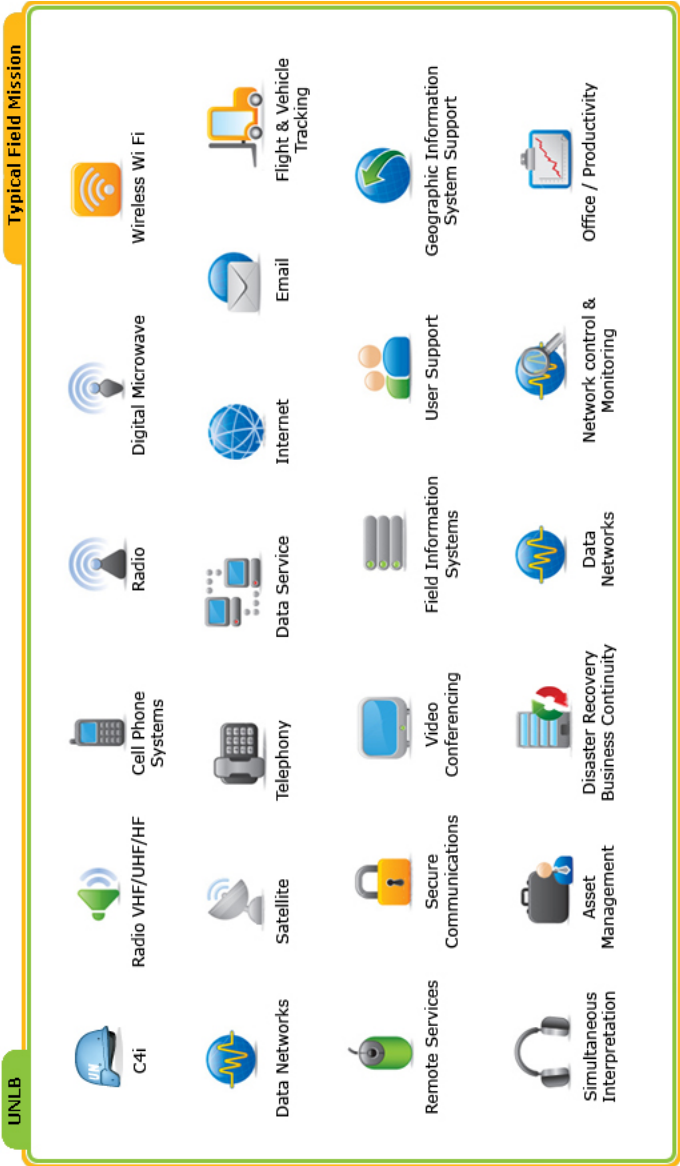 UNLB
Typical Field Mission
C4i
Radio VHF/UHF/HF
Cell Phone
Systems
Radio
Digital Microwave
Wireless Wi Fi
Data Networks
Satellite
Telephony
Data Service
Internet
Email
Flight & Vehicle
Tracking
Remote Services
Secure
Communications
Video
Conferencing
Field Information
Systems
User Support
Geographic Information
System Support
Simultaneous
Interpretation
Asset
Management
Disaster Recovery
Business Continuity
Data
Networks
Network control &
Monitoring
Office / Productivity
UN